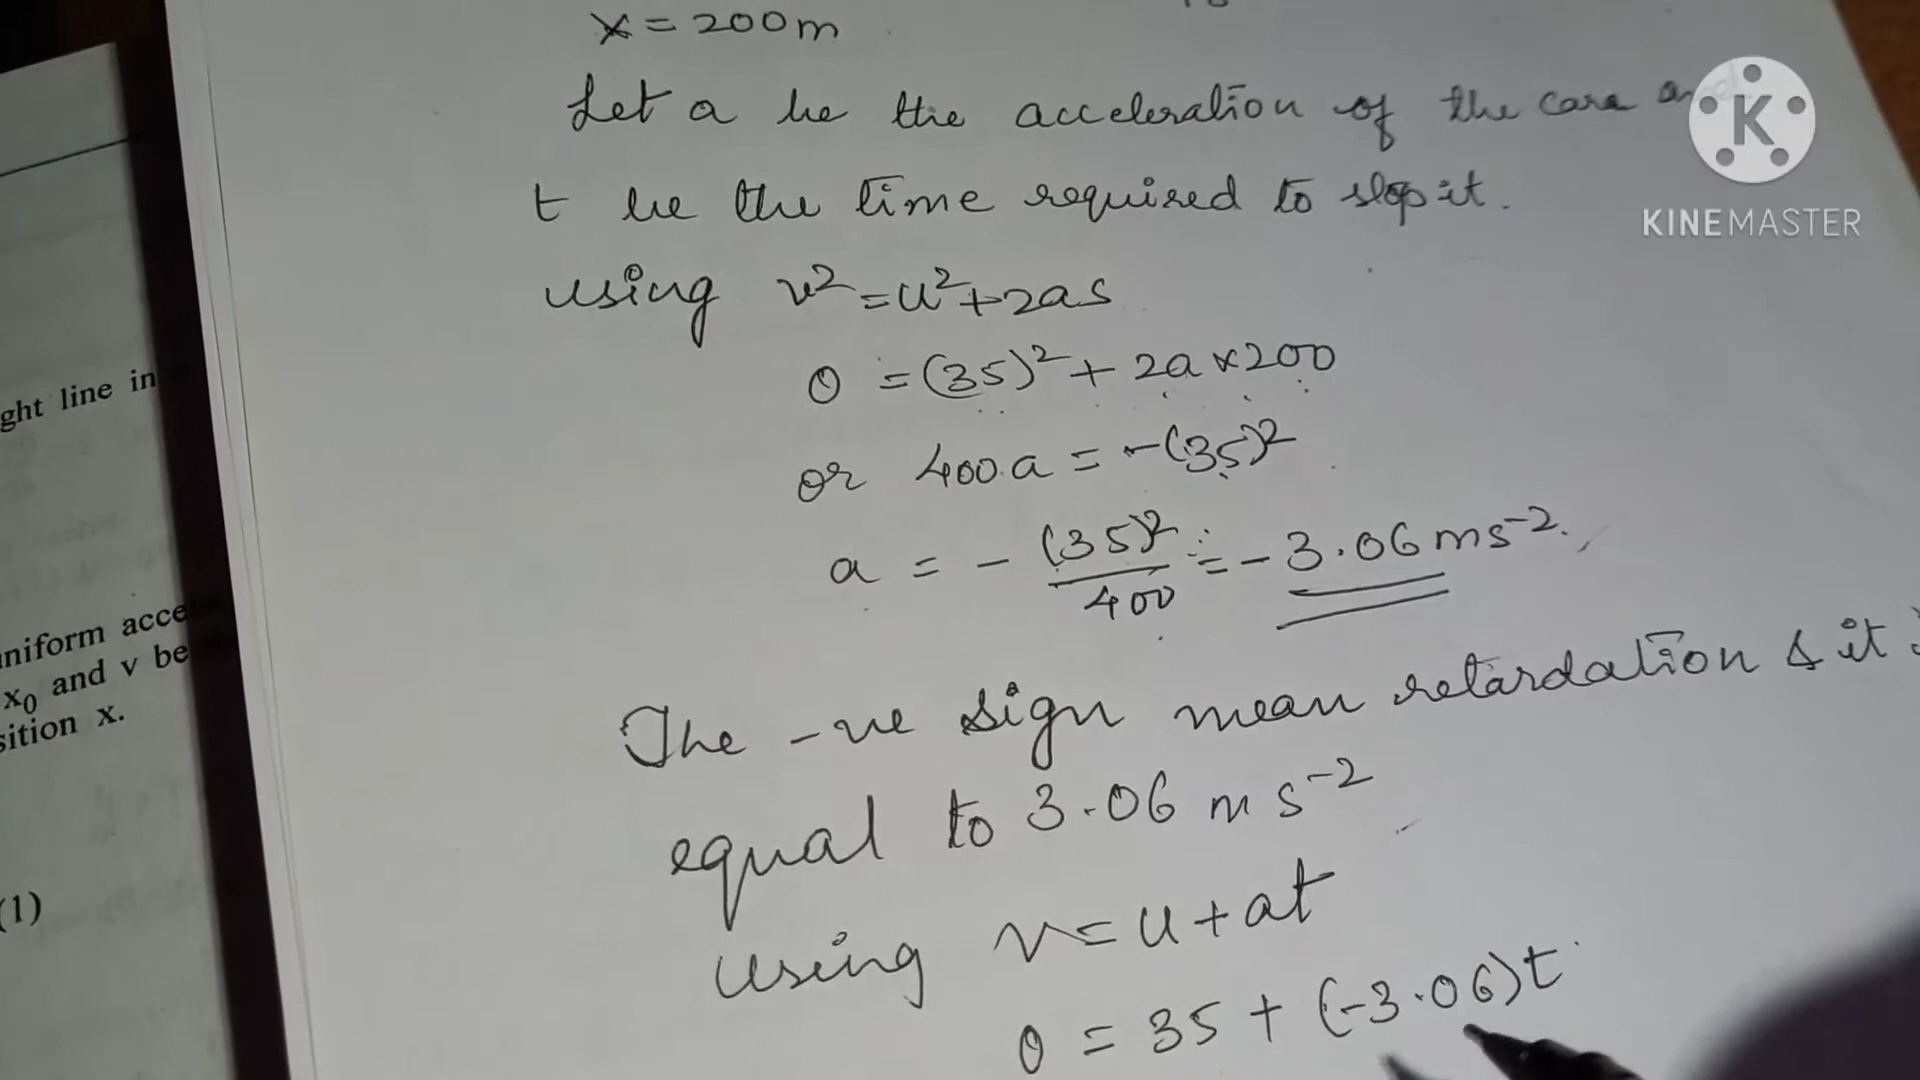 x = 200m
Let a be the acceleration of the cara
t be the time required to stop it.
using v² = u² + 2as
0 = (35)² + 2a × 200
or 400.a = -(35)²
a = - (35)² / 400 = - 3.06 ms⁻².
The -ve sign mean retardation & it
equal to 3.06 m s⁻²
using v = u + at
0 = 35 + (-3.06)t
ght line in
niform acce
x₀ and v be
sition x.
(1)
K
KINEMASTER